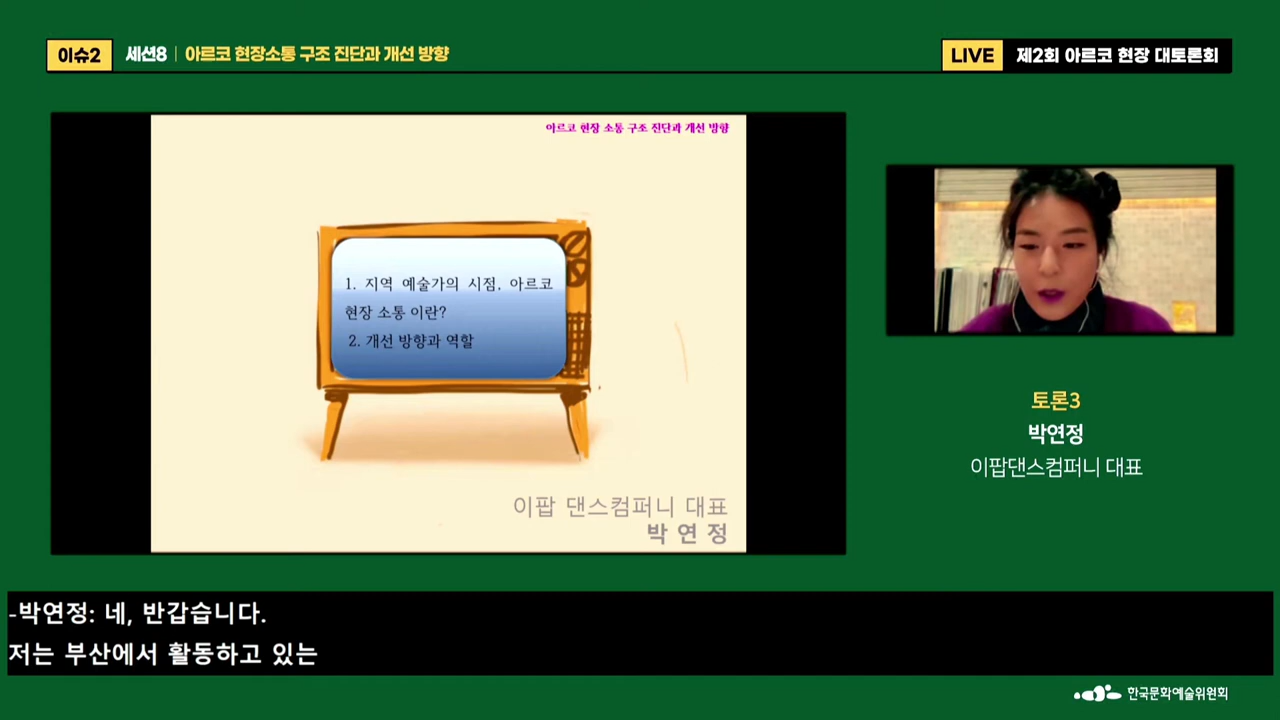 이슈2
세션8 | 아르코 현장소통 구조 진단과 개선 방향
LIVE 제2회 아르코 현장 대토론회
아르코 현장 소통 구조 진단과 개선 방향
1. 지역 예술가의 시점, 아르코
현장 소통 이란?
2. 개선 방향과 역할
이팝 댄스컴퍼니 대표
박 연 정
토론3
박연정
이팝댄스컴퍼니 대표
-박연정: 네, 반갑습니다.
저는 부산에서 활동하고 있는
한국문화예술위원회